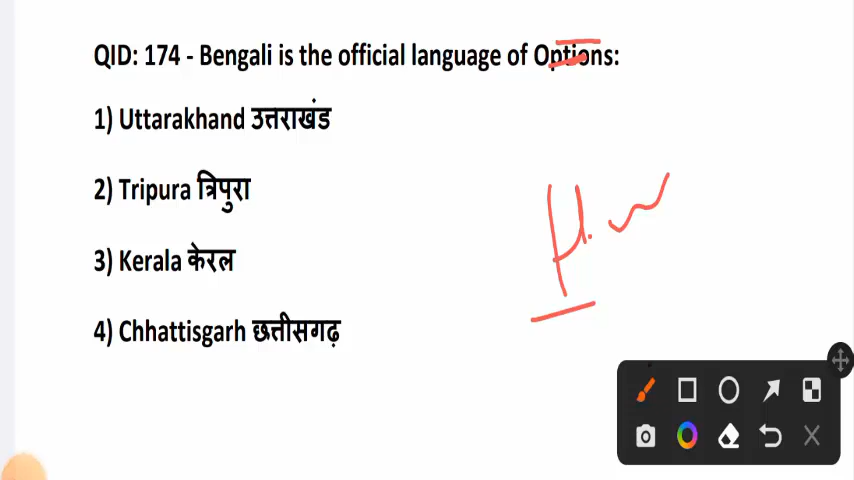 QID: 174 - Bengali is the official language of Options:
1) Uttarakhand उत्तराखंड
2) Tripura त्रिपुरा
3) Kerala केरल
4) Chhattisgarh छत्तीसगढ़